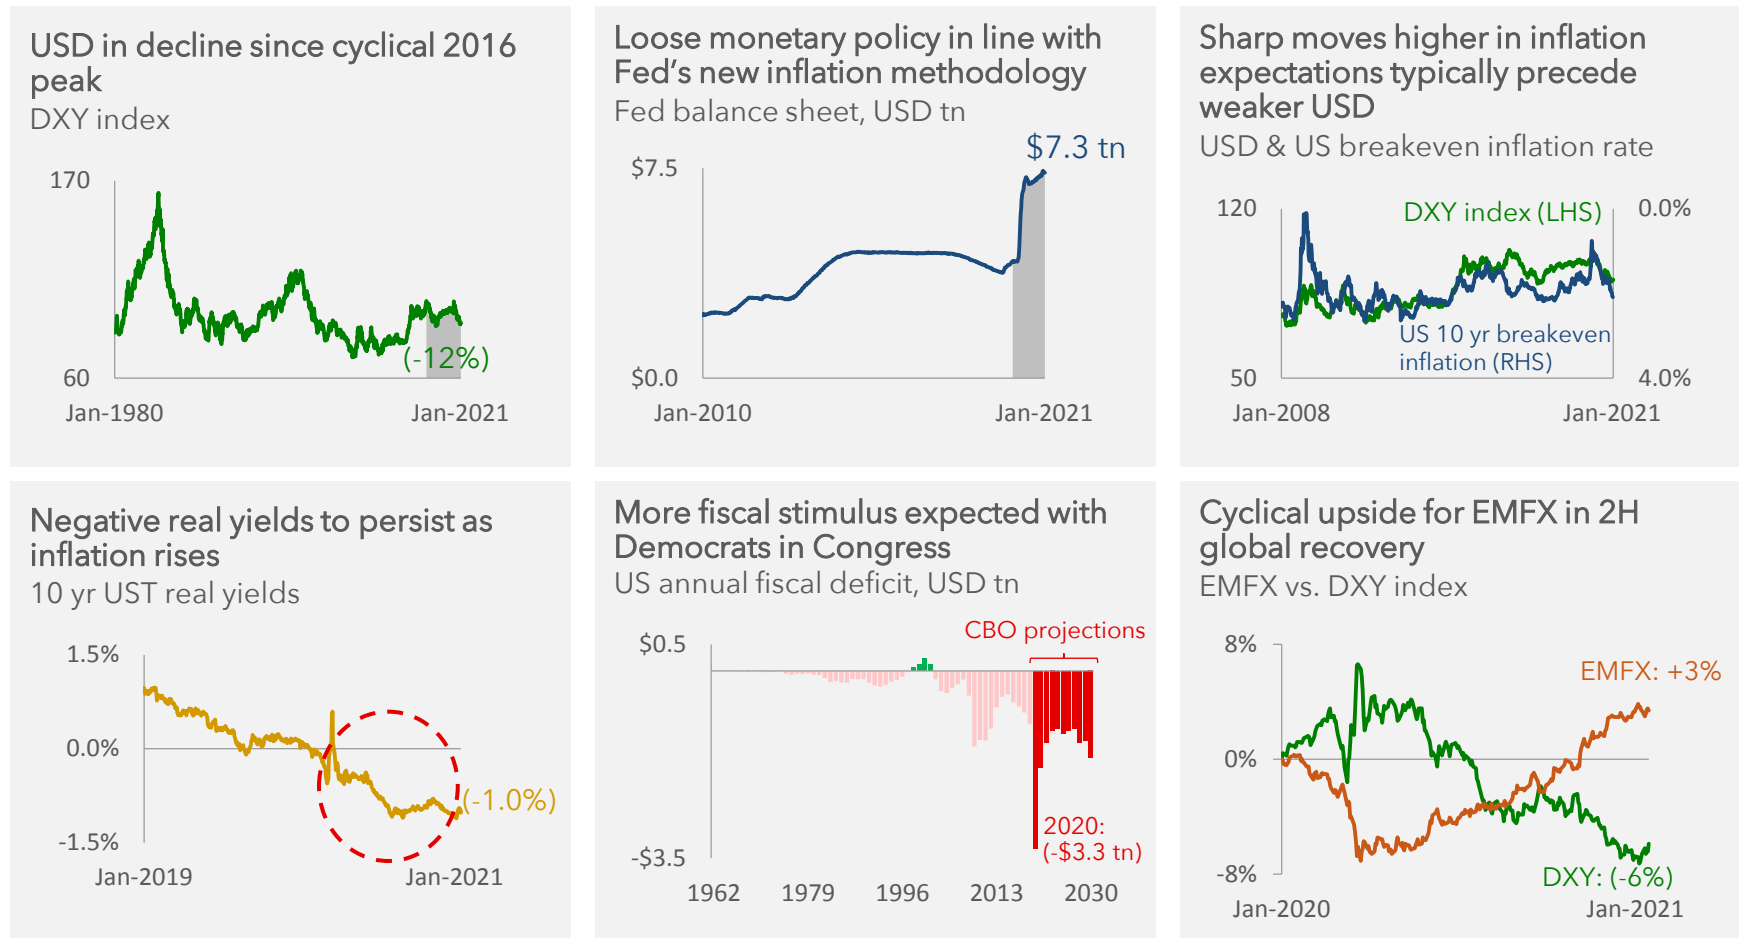 USD in decline since cyclical 2016
peak
DXY index
170
60
(-12%)
Jan-1980
Jan-2021
Loose monetary policy in line with
Fed's new inflation methodology
Fed balance sheet, USD tn
$7.3 tn
$7.5
$0.0
Jan-2010
Jan-2021
Sharp moves higher in inflation
expectations typically precede
weaker USD
USD & US breakeven inflation rate
120
DXY index (LHS)
0.0%
US 10 yr breakeven
inflation (RHS)
50
4.0%
Jan-2008
Jan-2021
Negative real yields to persist as
inflation rises
10 yr UST real yields
1.5%
0.0%
(-1.0%)
-1.5%
Jan-2019
Jan-2021
More fiscal stimulus expected with
Democrats in Congress
US annual fiscal deficit, USD tn
CBO projections
$0.5
2020:
(-$3.3 tn)
-$3.5
1962
1979
1996
2013
2030
Cyclical upside for EMFX in 2H
global recovery
EMFX vs. DXY index
8%
EMFX: +3%
0%
-8%
DXY: (-6%)
Jan-2020
Jan-2021